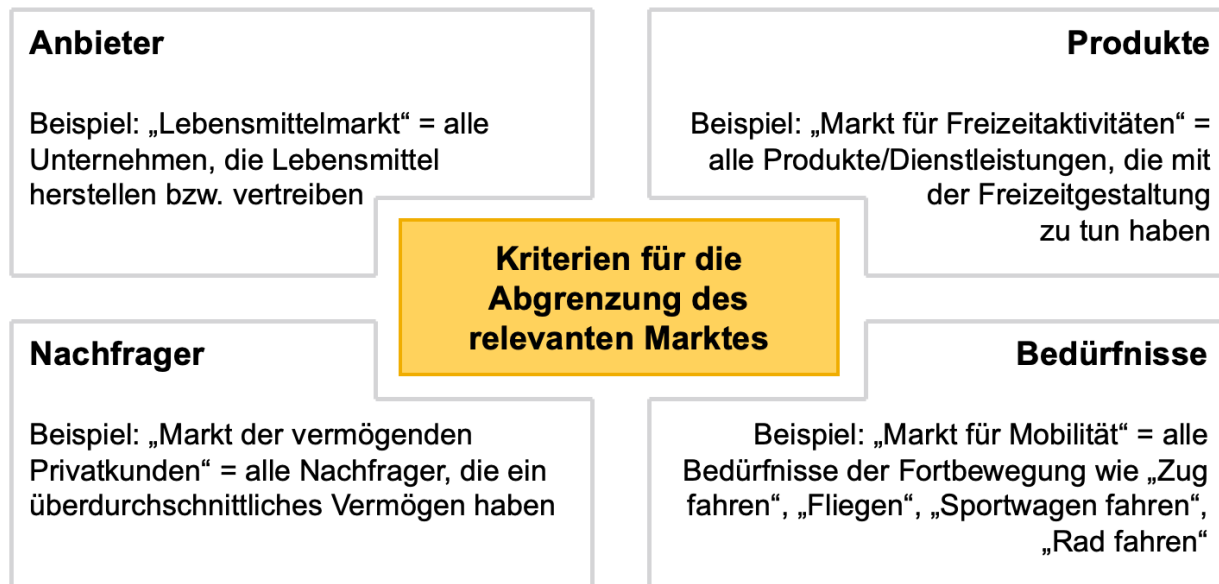 Anbieter
Beispiel: „Lebensmittelmarkt“ = alle
Unternehmen, die Lebensmittel
herstellen bzw. vertreiben
Produkte
Beispiel: „Markt für Freizeitaktivitäten“ =
alle Produkte/Dienstleistungen, die mit
der Freizeitgestaltung
zu tun haben
Kriterien für die
Abgrenzung des
relevanten Marktes
Nachfrager
Beispiel: „Markt der vermögenden
Privatkunden“ = alle Nachfrager, die ein
überdurchschnittliches Vermögen haben
Bedürfnisse
Beispiel: „Markt für Mobilität“ = alle
Bedürfnisse der Fortbewegung wie „Zug
fahren“, „Fliegen“, „Sportwagen fahren“,
„Rad fahren“